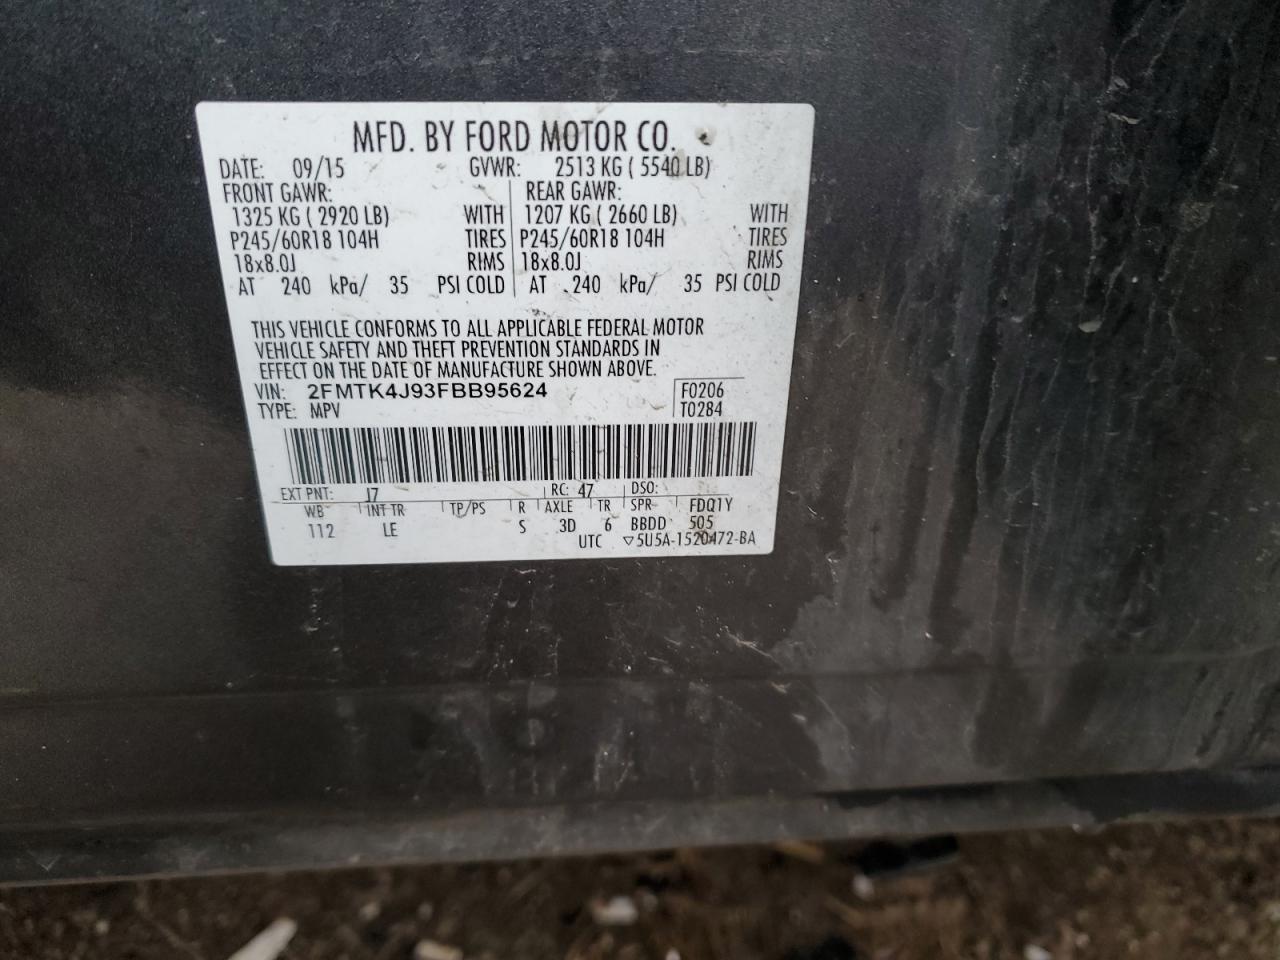 MFD. BY FORD MOTOR CO.
DATE: 09/15 GVWR: 2513 KG ( 5540 LB)
FRONT GAWR: REAR GAWR:
1325 KG ( 2920 LB) WITH 1207 KG ( 2660 LB) WITH
P245/60R18 104H TIRES P245/60R18 104H TIRES
18x8.0J RIMS 18x8.0J RIMS
AT 240 kPa/ 35 PSI COLD AT 240 kPa/ 35 PSI COLD
THIS VEHICLE CONFORMS TO ALL APPLICABLE FEDERAL MOTOR
VEHICLE SAFETY AND THEFT PREVENTION STANDARDS IN
EFFECT ON THE DATE OF MANUFACTURE SHOWN ABOVE.
VIN: 2FMTK4J93FBB95624 F0206
TYPE: MPV T0284
EXT PNT: J7 RC: 47 DSO:
WB INT TR TP/PS R AXLE TR SPR FDQ1Y
112 LE S 3D 6 BBDD 505
UTC ▽5U5A-1520472-BA